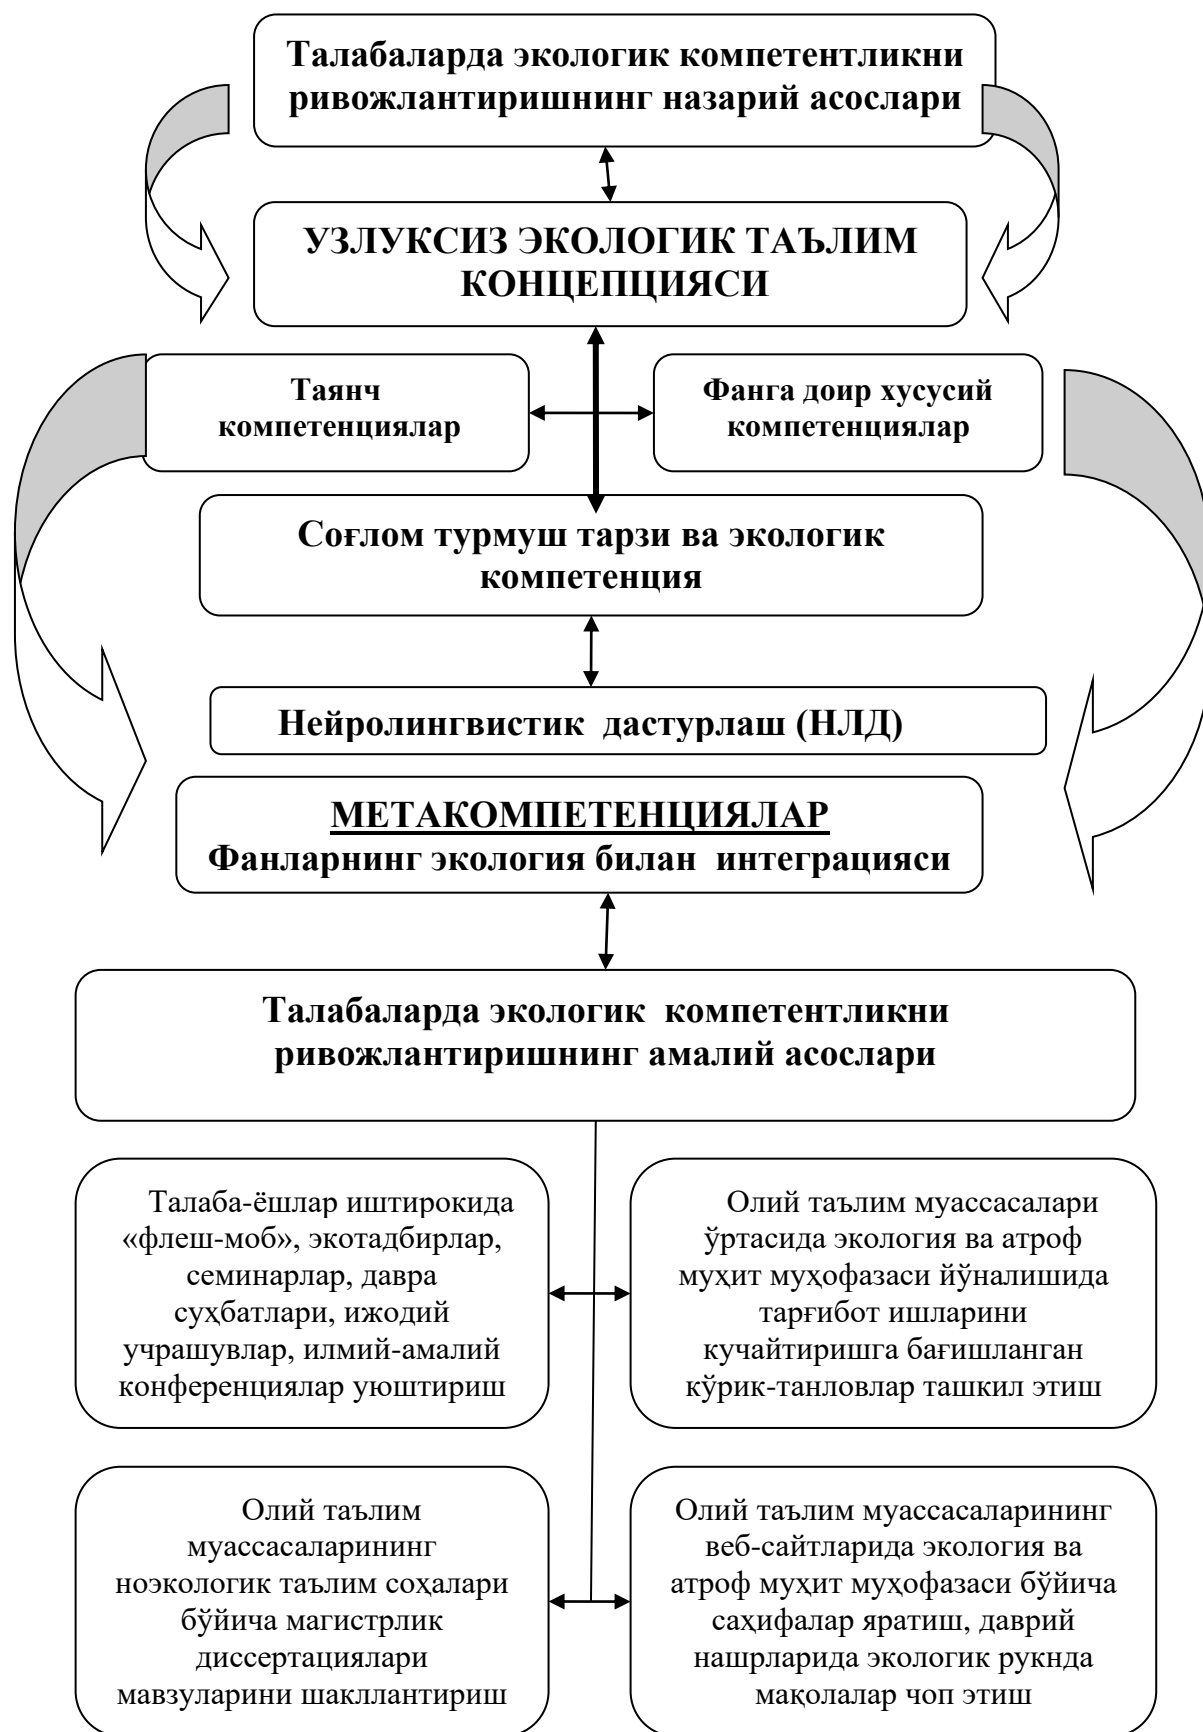 Талабаларда экологик компетентликни
ривожлантиришнинг назарий асослари
УЗЛУКСИЗ ЭКОЛОГИК ТАЪЛИМ
КОНЦЕПЦИЯСИ
Таянч
компетенциялар
Фанга доир хусусий
компетенциялар
Соғлом турмуш тарзи ва экологик
компетенция
Нейролингвистик дастурлаш (НЛД)
МЕТАКОМПЕТЕНЦИЯЛАР
Фанларнинг экология билан интеграцияси
Талабаларда экологик компетентликни
ривожлантиришнинг амалий асослари
Талаба-ёшлар иштирокида
«флеш-моб», экотадбирлар,
семинарлар, давра
суҳбатлари, ижодий
учрашувлар, илмий-амалий
конференциялар уюштириш
Олий таълим муассасалари
ўртасида экология ва атроф
муҳит муҳофазаси йўналишида
тарғибот ишларини
кучайтиришга бағишланган
кўрик-танловлар ташкил этиш
Олий таълим
муассасаларининг
ноэкологик таълим соҳалари
бўйича магистрлик
диссертациялари
мавзуларини шакллантириш
Олий таълим муассасаларининг
веб-сайтларида экология ва
атроф муҳит муҳофазаси бўйича
саҳифалар яратиш, даврий
нашрларида экологик рукнда
мақолалар чоп этиш